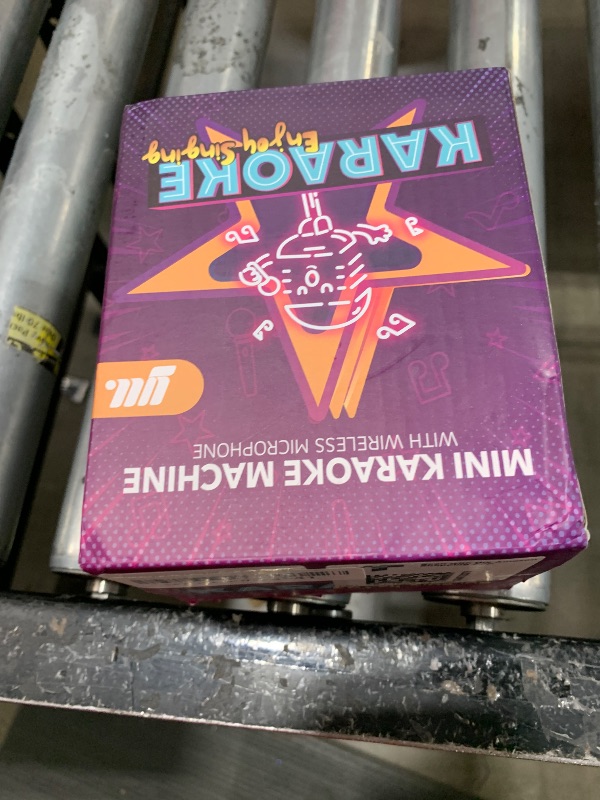 MINI KARAOKE MACHINE
WITH WIRELESS MICROPHONE
KARAOKE
Enjoy Singing